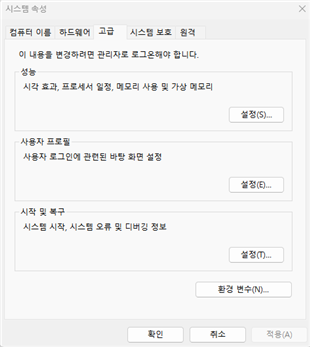 시스템 속성
컴퓨터 이름 하드웨어 고급 시스템 보호 원격
이 내용을 변경하려면 관리자로 로그온해야 합니다.
성능
시각 효과, 프로세서 일정, 메모리 사용 및 가상 메모리
설정(S)...
사용자 프로필
사용자 로그인에 관련된 바탕 화면 설정
설정(E)...
시작 및 복구
시스템 시작, 시스템 오류 및 디버깅 정보
설정(T)...
환경 변수(N)...
확인 취소 적용(A)